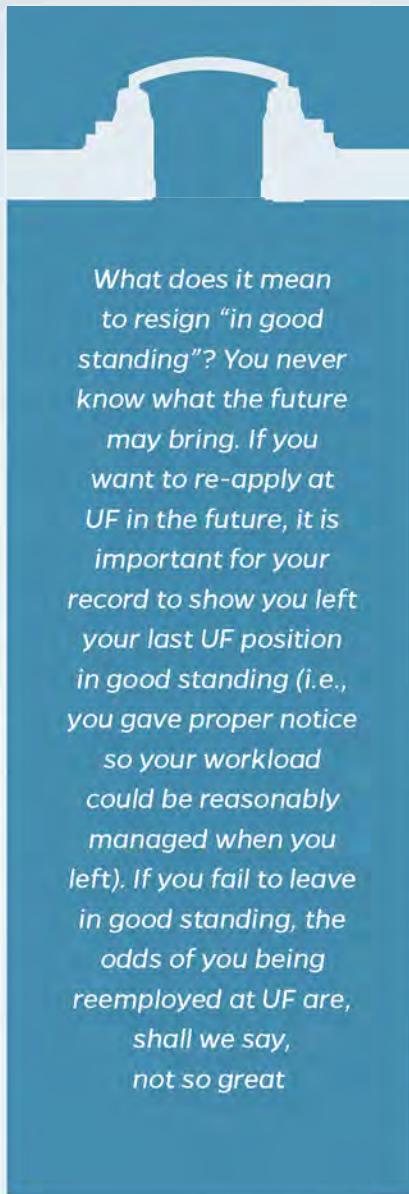 What does it mean
to resign “in good
standing”? You never
know what the future
may bring. If you
want to re-apply at
UF in the future, it is
important for your
record to show you left
your last UF position
in good standing (i.e.,
you gave proper notice
so your workload
could be reasonably
managed when you
left). If you fail to leave
in good standing, the
odds of you being
reemployed at UF are,
shall we say,
not so great